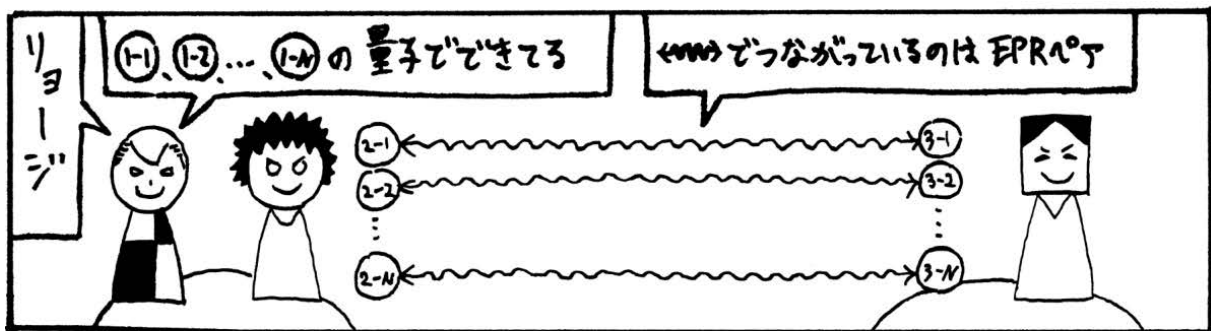 リョージ
(1-1)、(1-2)、…、(1-N)の量子でできてる
でつながっているのはEPRペア
2-1
3-1
2-2
3-2
2-N
3-N